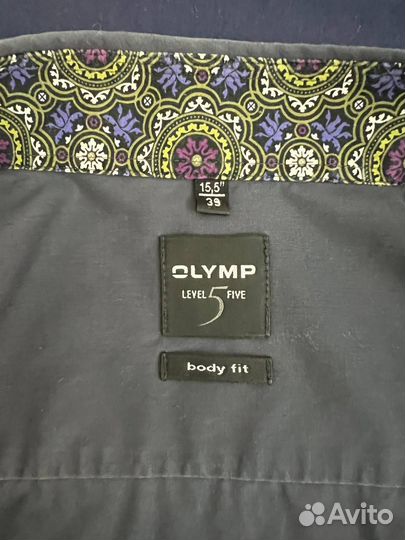 15,5"
39
OLYMP
LEVEL 5 FIVE
body fit
Avito